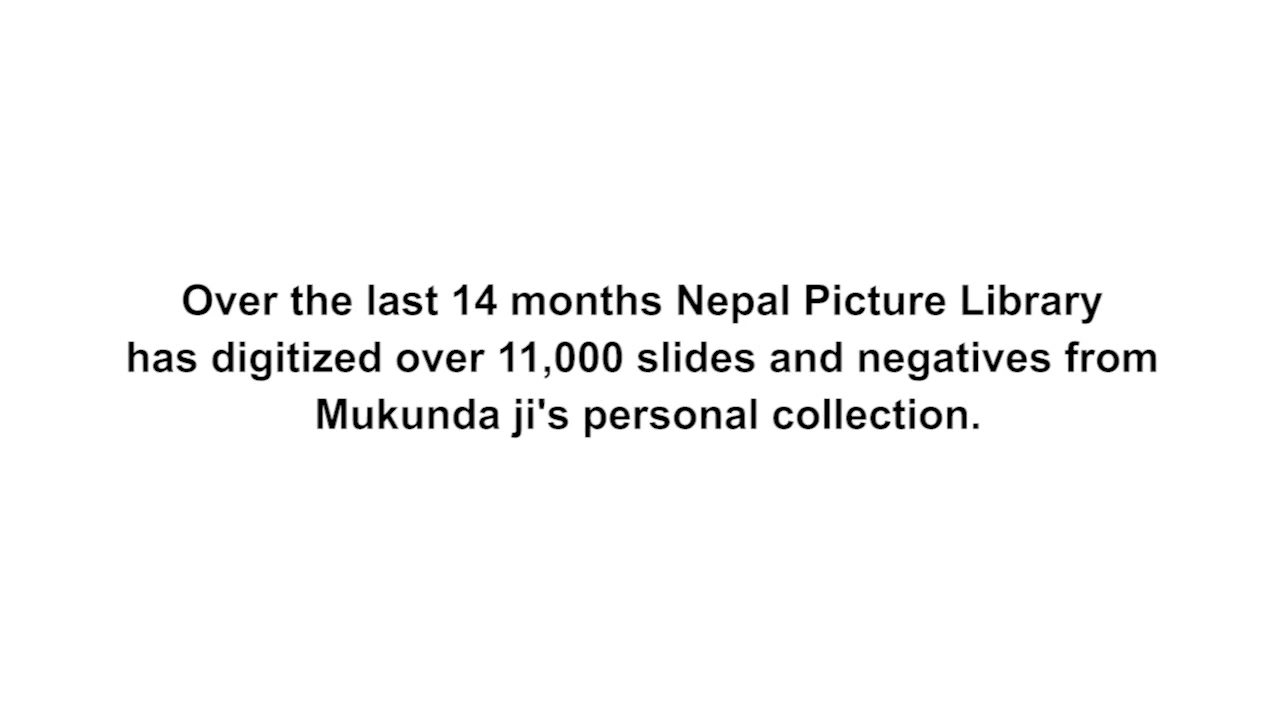 Over the last 14 months Nepal Picture Library
has digitized over 11,000 slides and negatives from
Mukunda ji's personal collection.